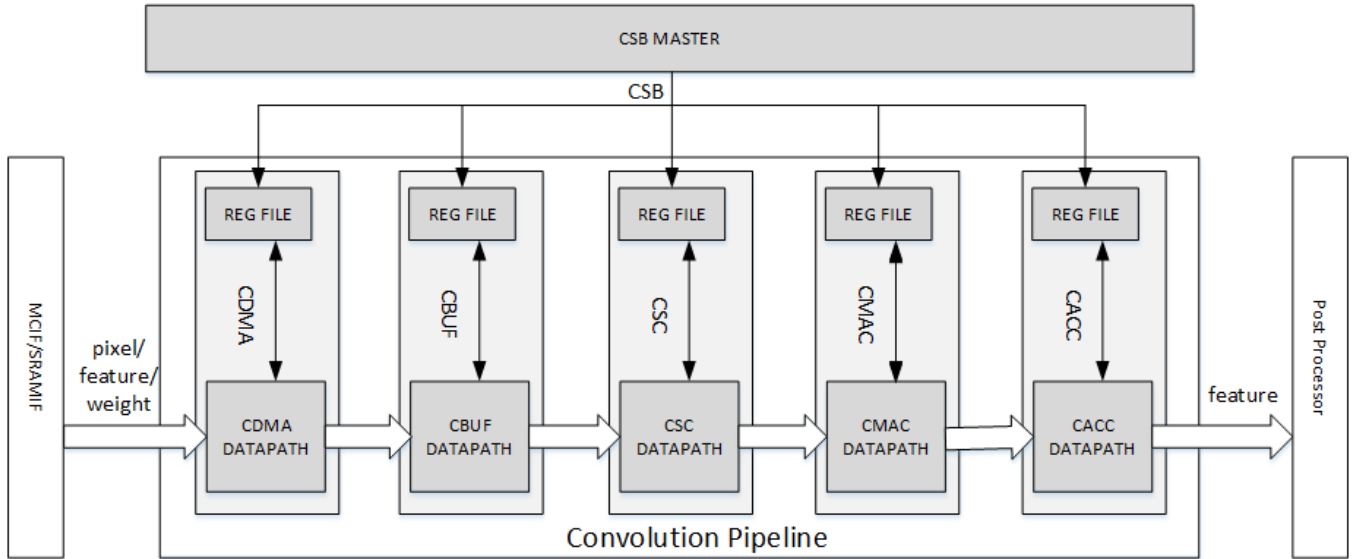 CSB MASTER
CSB
REG FILE
REG FILE
REG FILE
REG FILE
REG FILE
MCIF/SRAMIF
CDMA
CBUF
CSC
CMAC
CACC
Post Processor
pixel/
feature/
weight
feature
CDMA
DATAPATH
CBUF
DATAPATH
CSC
DATAPATH
CMAC
DATAPATH
CACC
DATAPATH
Convolution Pipeline